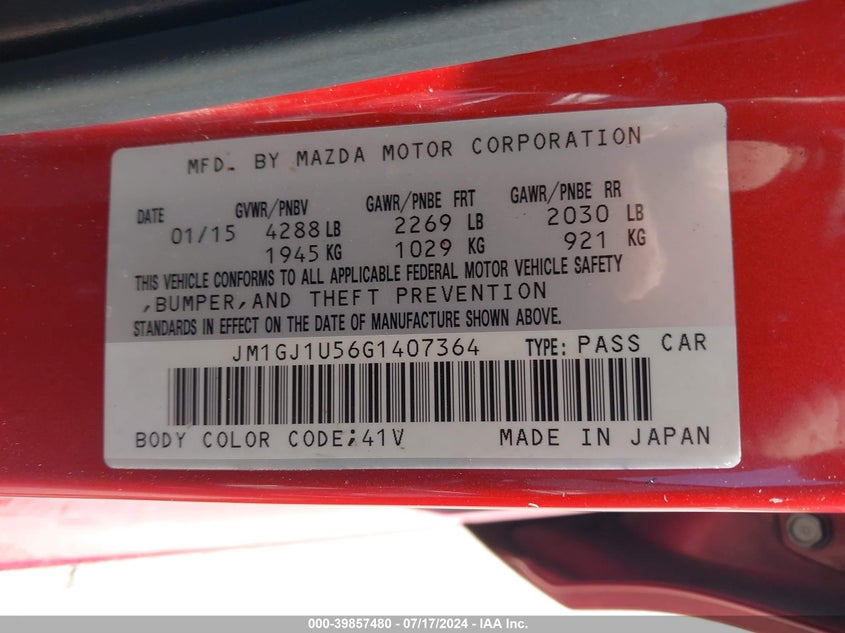 MFD. BY MAZDA MOTOR CORPORATION
DATE GVWR/PNBV GAWR/PNBE FRT GAWR/PNBE RR
01/15 4288 LB 2269 LB 2030 LB
1945 KG 1029 KG 921 KG
THIS VEHICLE CONFORMS TO ALL APPLICABLE FEDERAL MOTOR VEHICLE SAFETY
,BUMPER,AND THEFT PREVENTION
STANDARDS IN EFFECT ON THE DATE OF MANUFACTURE SHOWN ABOVE.
JM1GJ1U56G1407364 TYPE: PASS CAR
BODY COLOR CODE;41V MADE IN JAPAN
000-39857480 - 07/17/2024 - IAA Inc.